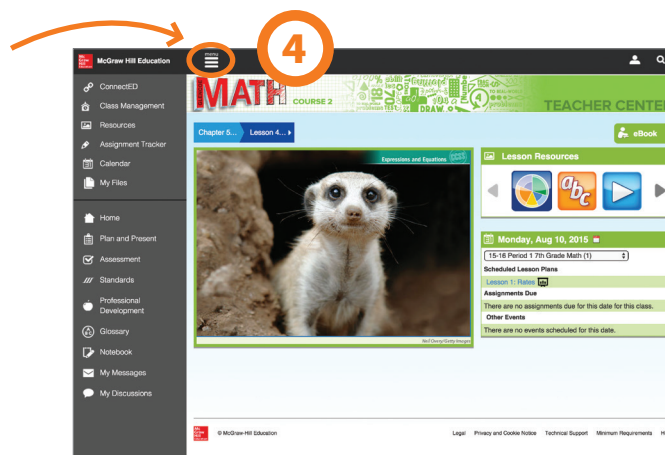 menu
4
McGraw Hill Education
ConnectED
Class Management
Resources
Assignment Tracker
Calendar
My Files
Home
Plan and Present
Assessment
Standards
Professional
Development
Glossary
Notebook
My Messages
My Discussions
MATH COURSE 2
TEACHER CENTER
Chapter 5... Lesson 4...
eBook
Expressions and Equations
Neil Overy/Getty Images
Lesson Resources
abc
Monday, Aug 10, 2015
15-16 Period 1 7th Grade Math (1)
Scheduled Lesson Plans
Lesson 1: Rates
Assignments Due
There are no assignments due for this date for this class.
Other Events
There are no events scheduled for this date.
© McGraw-Hill Education
Legal Privacy and Cookie Notice Technical Support Minimum Requirements